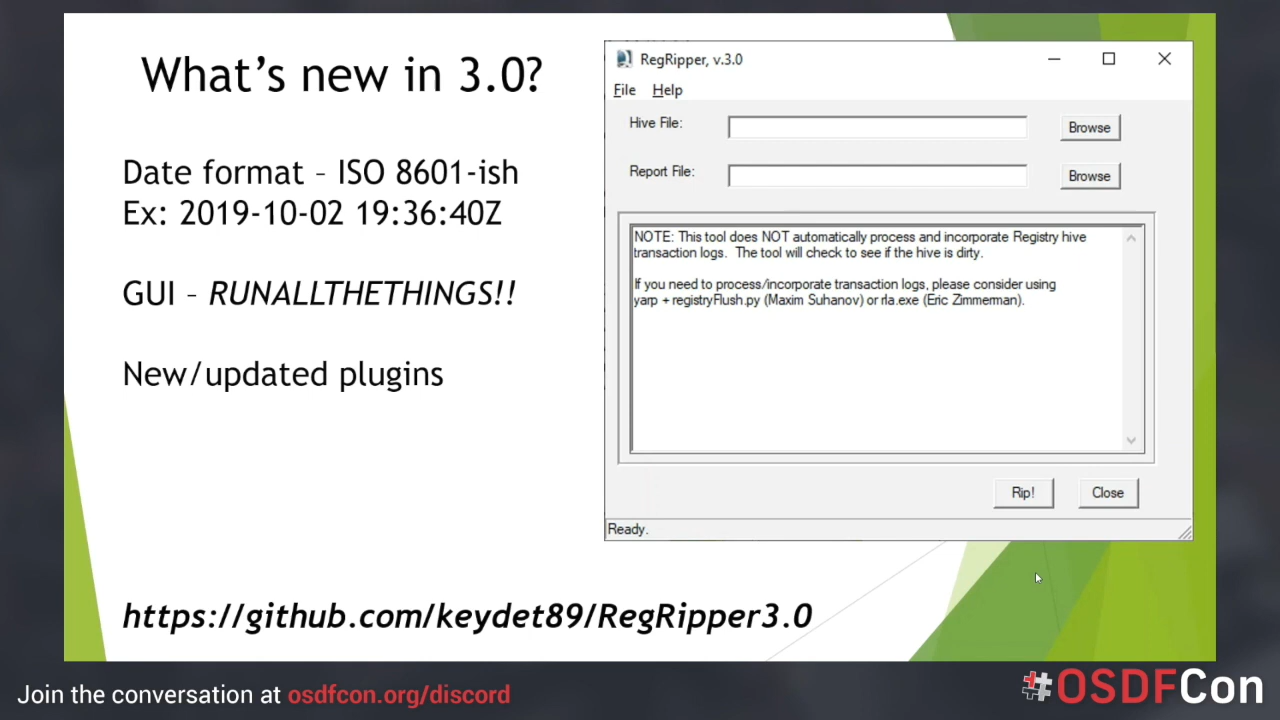 What's new in 3.0?
Date format – ISO 8601-ish
Ex: 2019-10-02 19:36:40Z
GUI – RUNALLTHETHINGS!!
New/updated plugins
https://github.com/keydet89/RegRipper3.0
RegRipper, v.3.0
File Help
Hive File: Browse
Report File: Browse
NOTE: This tool does NOT automatically process and incorporate Registry hive
transaction logs. The tool will check to see if the hive is dirty.
If you need to process/incorporate transaction logs, please consider using
yarp + registryFlush.py (Maxim Suhanov) or rla.exe (Eric Zimmerman).
Rip! Close
Ready.
Join the conversation at osdfcon.org/discord
#OSDFCon